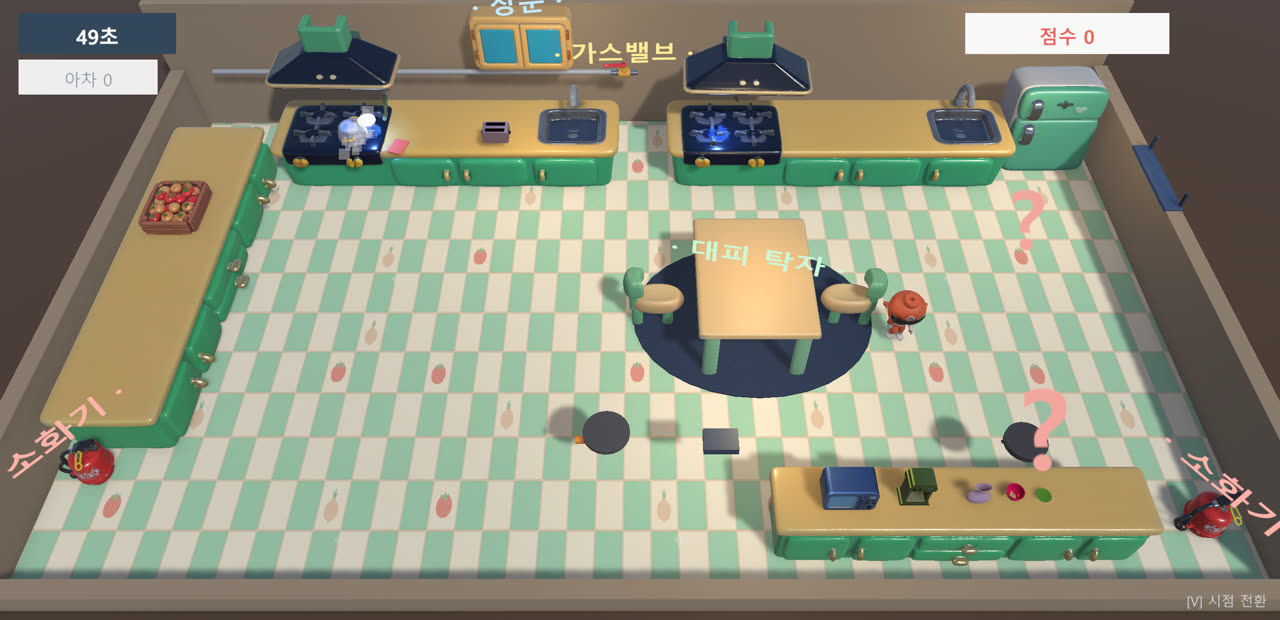 49초
아차 0
· 창문 ·
· 가스밸브 ·
점수 0
?
· 대피 탁자
?
소화기 ·
· 소화기
[V] 시점 전환